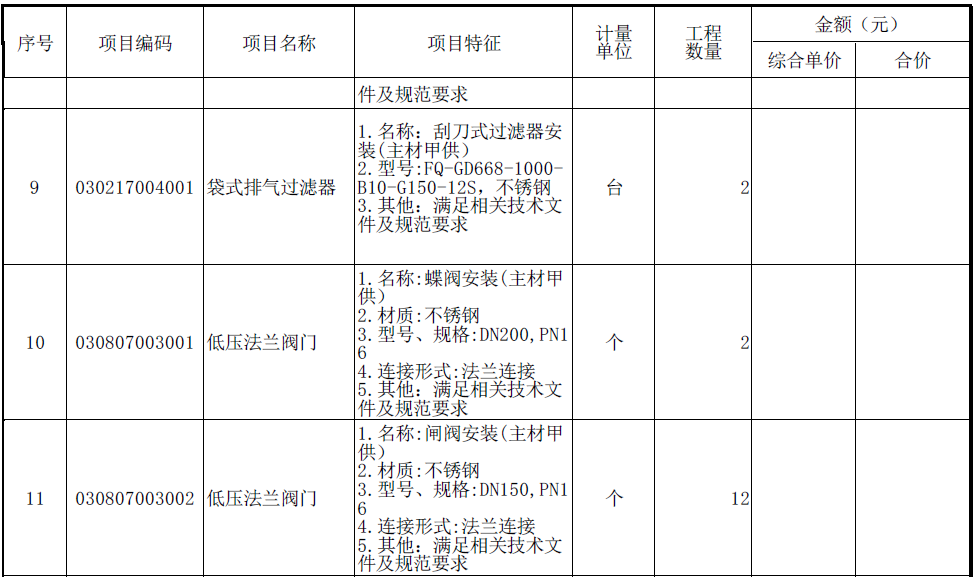 序号 项目编码 项目名称 项目特征 计量单位 工程数量 金额（元）
综合单价 合价
件及规范要求
9 030217004001 袋式排气过滤器 台 2
1.名称：刮刀式过滤器安
装(主材甲供）
2.型号:FQ-GD668-1000-
B10-G150-12S，不锈钢
3.其他：满足相关技术文
件及规范要求
10 030807003001 低压法兰阀门 个 2
1.名称:蝶阀安装(主材甲
供）
2.材质:不锈钢
3.型号、规格:DN200,PN1
6
4.连接形式:法兰连接
5.其他：满足相关技术文
件及规范要求
11 030807003002 低压法兰阀门 个 12
1.名称:闸阀安装(主材甲
供）
2.材质:不锈钢
3.型号、规格:DN150,PN1
6
4.连接形式:法兰连接
5.其他：满足相关技术文
件及规范要求